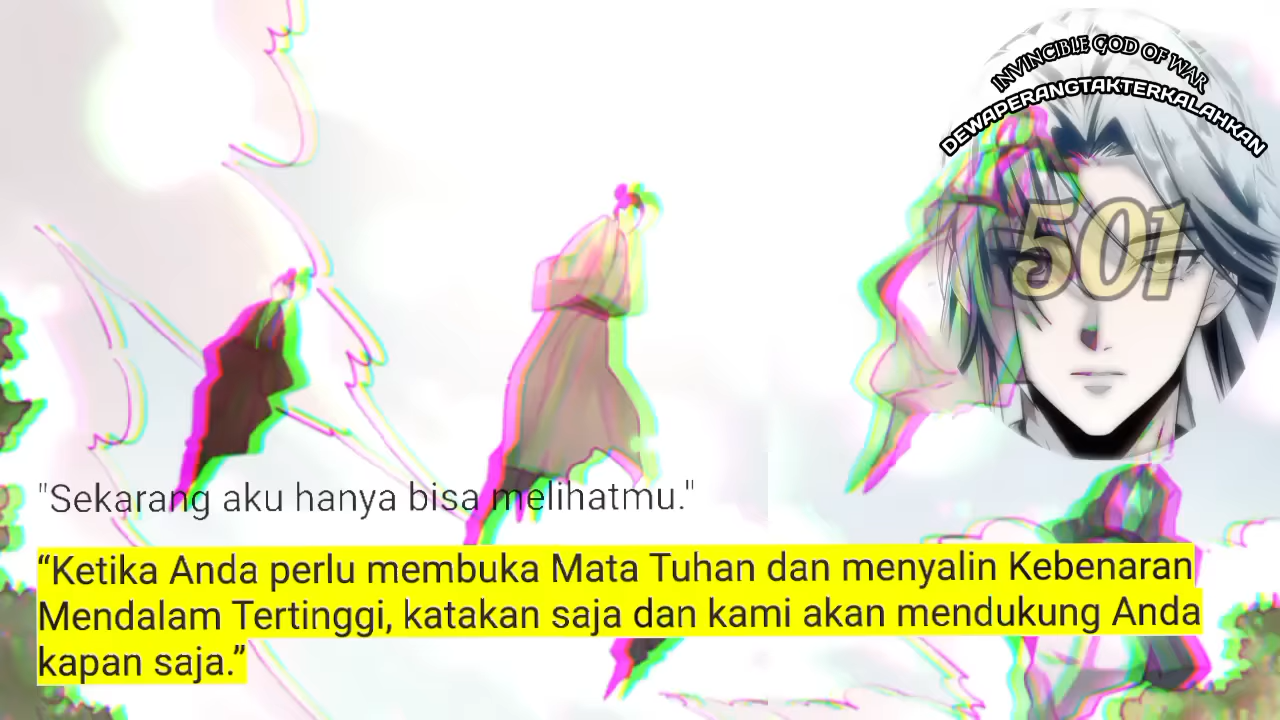 INVINCIBLE GOD OF WAR
DEWAPERANGTAKTERKALAHKAN
501
"Sekarang aku hanya bisa melihatmu."
“Ketika Anda perlu membuka Mata Tuhan dan menyalin Kebenaran
Mendalam Tertinggi, katakan saja dan kami akan mendukung Anda
kapan saja.”